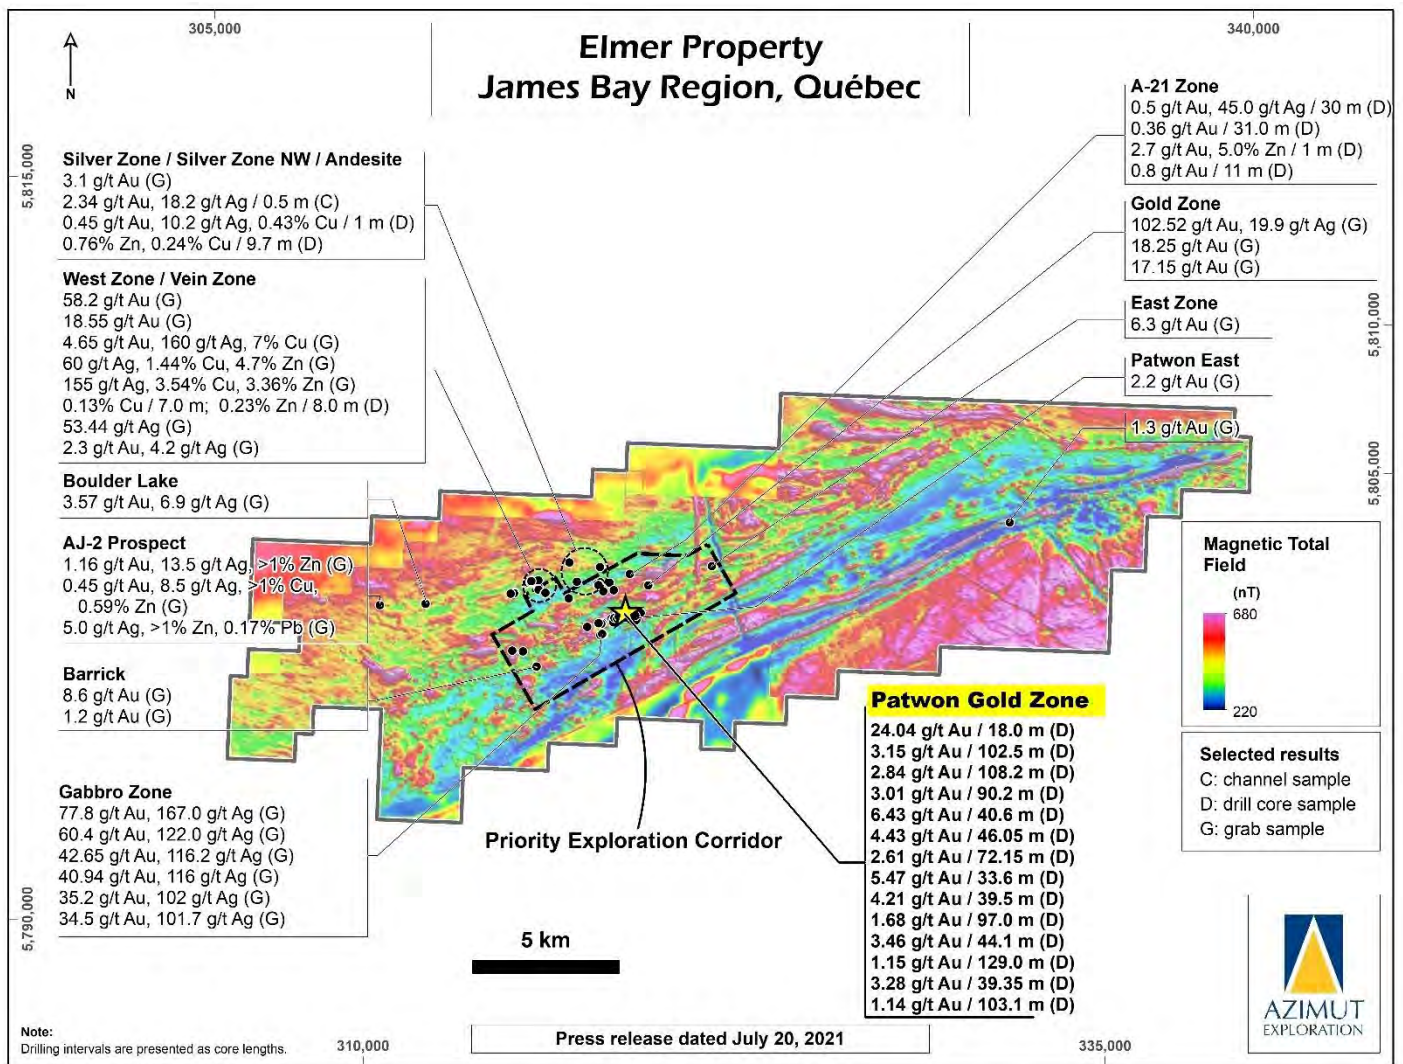 305,000
340,000
Elmer Property
James Bay Region, Québec
N
5,815,000
5,790,000
5,810,000
5,805,000
Silver Zone / Silver Zone NW / Andesite
3.1 g/t Au (G)
2.34 g/t Au, 18.2 g/t Ag / 0.5 m (C)
0.45 g/t Au, 10.2 g/t Ag, 0.43% Cu / 1 m (D)
0.76% Zn, 0.24% Cu / 9.7 m (D)
West Zone / Vein Zone
58.2 g/t Au (G)
18.55 g/t Au (G)
4.65 g/t Au, 160 g/t Ag, 7% Cu (G)
60 g/t Ag, 1.44% Cu, 4.7% Zn (G)
155 g/t Ag, 3.54% Cu, 3.36% Zn (G)
0.13% Cu / 7.0 m; 0.23% Zn / 8.0 m (D)
53.44 g/t Ag (G)
2.3 g/t Au, 4.2 g/t Ag (G)
Boulder Lake
3.57 g/t Au, 6.9 g/t Ag (G)
AJ-2 Prospect
1.16 g/t Au, 13.5 g/t Ag, >1% Zn (G)
0.45 g/t Au, 8.5 g/t Ag, >1% Cu,
0.59% Zn (G)
5.0 g/t Ag, >1% Zn, 0.17% Pb (G)
Barrick
8.6 g/t Au (G)
1.2 g/t Au (G)
Gabbro Zone
77.8 g/t Au, 167.0 g/t Ag (G)
60.4 g/t Au, 122.0 g/t Ag (G)
42.65 g/t Au, 116.2 g/t Ag (G)
40.94 g/t Au, 116 g/t Ag (G)
35.2 g/t Au, 102 g/t Ag (G)
34.5 g/t Au, 101.7 g/t Ag (G)
A-21 Zone
0.5 g/t Au, 45.0 g/t Ag / 30 m (D)
0.36 g/t Au / 31.0 m (D)
2.7 g/t Au, 5.0% Zn / 1 m (D)
0.8 g/t Au / 11 m (D)
Gold Zone
102.52 g/t Au, 19.9 g/t Ag (G)
18.25 g/t Au (G)
17.15 g/t Au (G)
East Zone
6.3 g/t Au (G)
Patwon East
2.2 g/t Au (G)
1.3 g/t Au (G)
Magnetic Total
Field
(nT)
680
220
Selected results
C: channel sample
D: drill core sample
G: grab sample
Priority Exploration Corridor
Patwon Gold Zone
24.04 g/t Au / 18.0 m (D)
3.15 g/t Au / 102.5 m (D)
2.84 g/t Au / 108.2 m (D)
3.01 g/t Au / 90.2 m (D)
6.43 g/t Au / 40.6 m (D)
4.43 g/t Au / 46.05 m (D)
2.61 g/t Au / 72.15 m (D)
5.47 g/t Au / 33.6 m (D)
4.21 g/t Au / 39.5 m (D)
1.68 g/t Au / 97.0 m (D)
3.46 g/t Au / 44.1 m (D)
1.15 g/t Au / 129.0 m (D)
3.28 g/t Au / 39.35 m (D)
1.14 g/t Au / 103.1 m (D)
5 km
AZIMUT
EXPLORATION
Note:
Drilling intervals are presented as core lengths.
310,000
Press release dated July 20, 2021
335,000